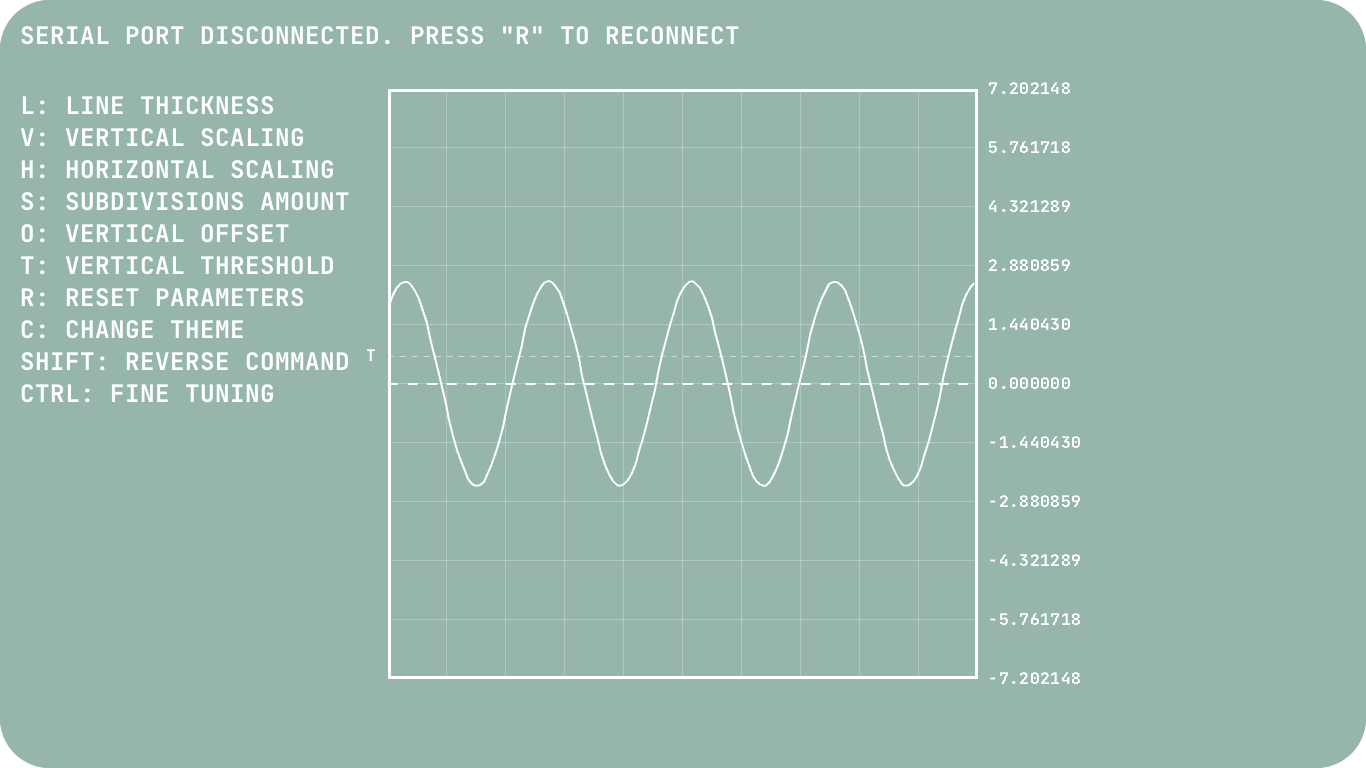 SERIAL PORT DISCONNECTED. PRESS "R" TO RECONNECT
L: LINE THICKNESS
V: VERTICAL SCALING
H: HORIZONTAL SCALING
S: SUBDIVISIONS AMOUNT
O: VERTICAL OFFSET
T: VERTICAL THRESHOLD
R: RESET PARAMETERS
C: CHANGE THEME
SHIFT: REVERSE COMMAND
CTRL: FINE TUNING
T
7.202148
5.761718
4.321289
2.880859
1.440430
0.000000
-1.440430
-2.880859
-4.321289
-5.761718
-7.202148